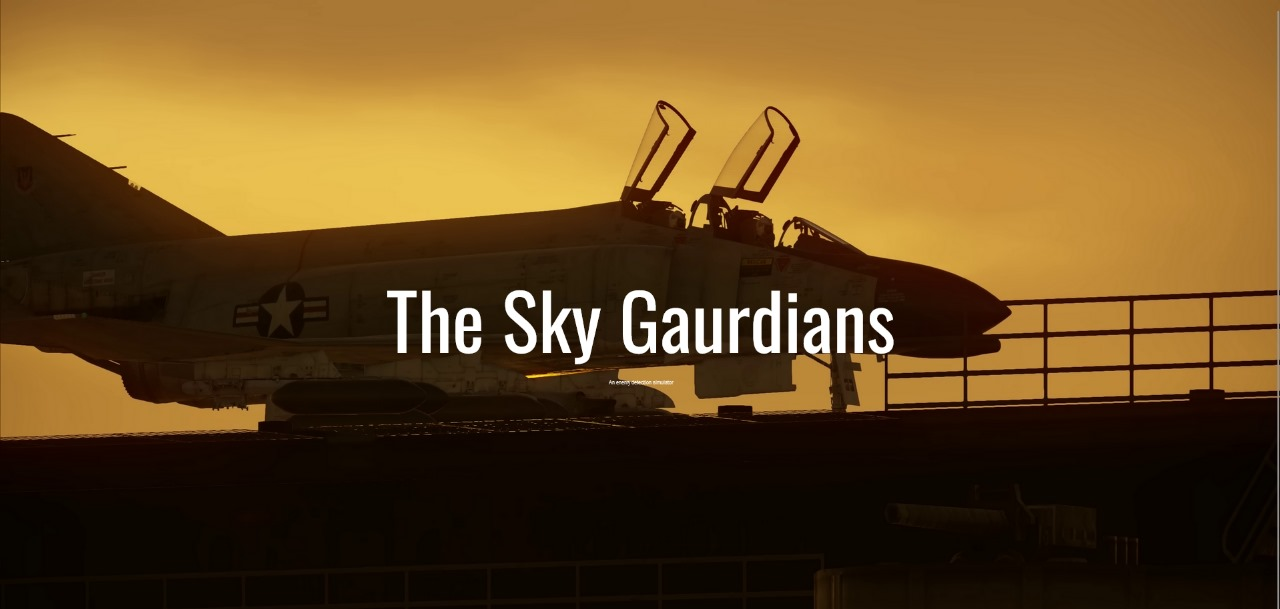 The Sky Gaurdians
An enemy detection simulator